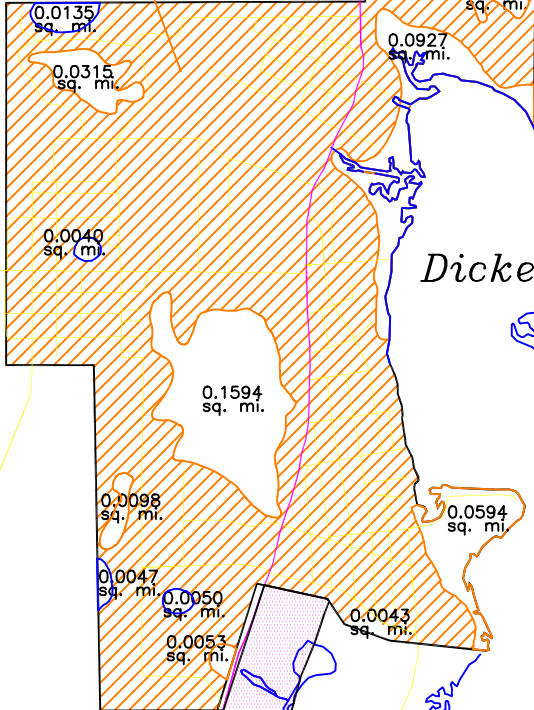 sq. mi.
0.0135
sq. mi.
0.0927
sq. mi.
0.0315
sq. mi.
0.0040
sq. mi.
Dicke
0.1594
sq. mi.
0.0098
sq. mi.
0.0594
sq. mi.
0.0047
sq. mi.
0.0050
sq. mi.
0.0043
sq. mi.
0.0053
sq. mi.